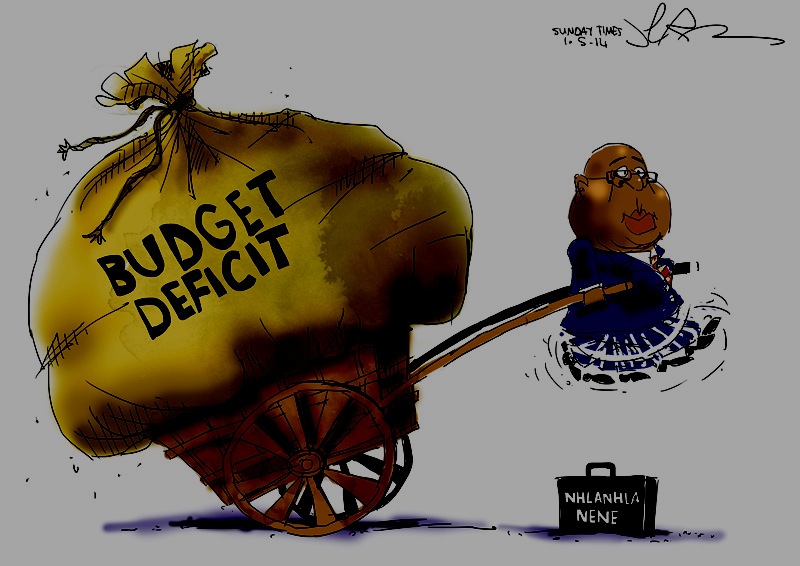 SUNDAY TIMES
1.5.14
BUDGET
DEFICIT
NHLANHLA
NENE